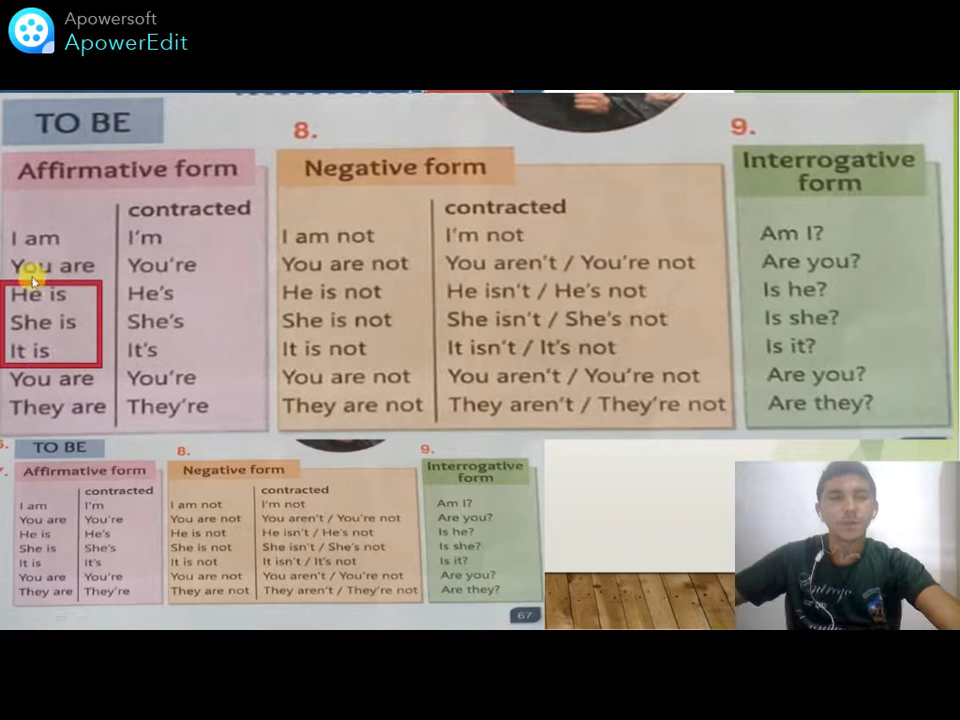 Apowersoft
ApowerEdit
TO BE
8.
9.
Affirmative form
Negative form
Interrogative
form
contracted
contracted
I am
I'm
I am not
I'm not
Am I?
You are
You're
You are not
You aren't / You're not
Are you?
He is
He's
He is not
He isn't / He's not
Is he?
She is
She's
She is not
She isn't / She's not
Is she?
It is
It's
It is not
It isn't / It's not
Is it?
You are
You're
You are not
You aren't / You're not
Are you?
They are
They're
They are not
They aren't / They're not
Are they?
TO BE
8.
9.
Affirmative form
Negative form
Interrogative
form
contracted
contracted
I am
I'm
I am not
I'm not
Am I?
You are
You're
You are not
You aren't / You're not
Are you?
He is
He's
He is not
He isn't / He's not
Is he?
She is
She's
She is not
She isn't / She's not
Is she?
It is
It's
It is not
It isn't / It's not
Is it?
You are
You're
You are not
You aren't / You're not
Are you?
They are
They're
They are not
They aren't / They're not
Are they?
67